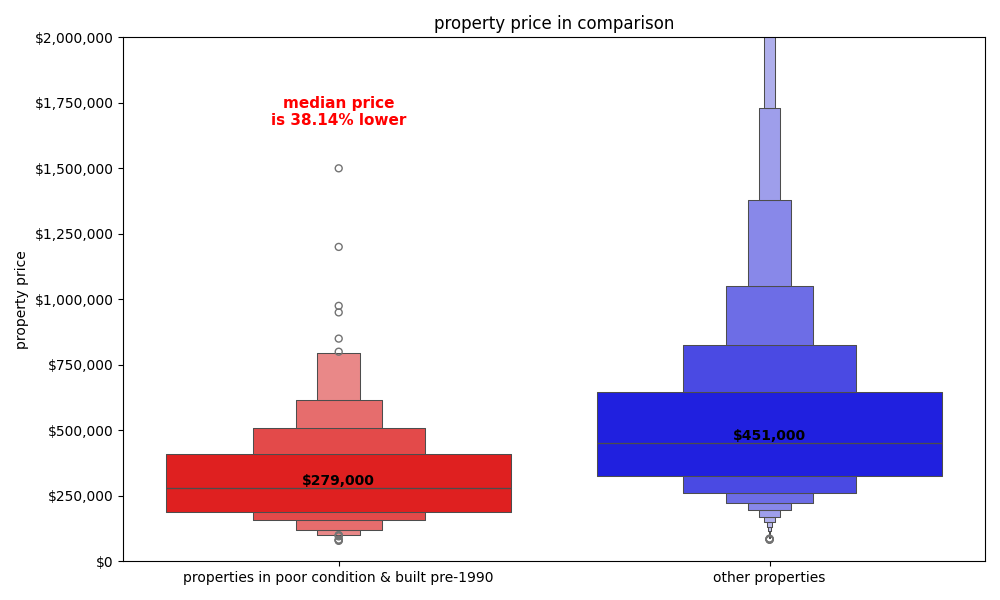 property price in comparison
$2,000,000
$1,750,000
$1,500,000
$1,250,000
$1,000,000
$750,000
$500,000
$250,000
$0
property price
median price
is 38.14% lower
$279,000
$451,000
properties in poor condition & built pre-1990
other properties